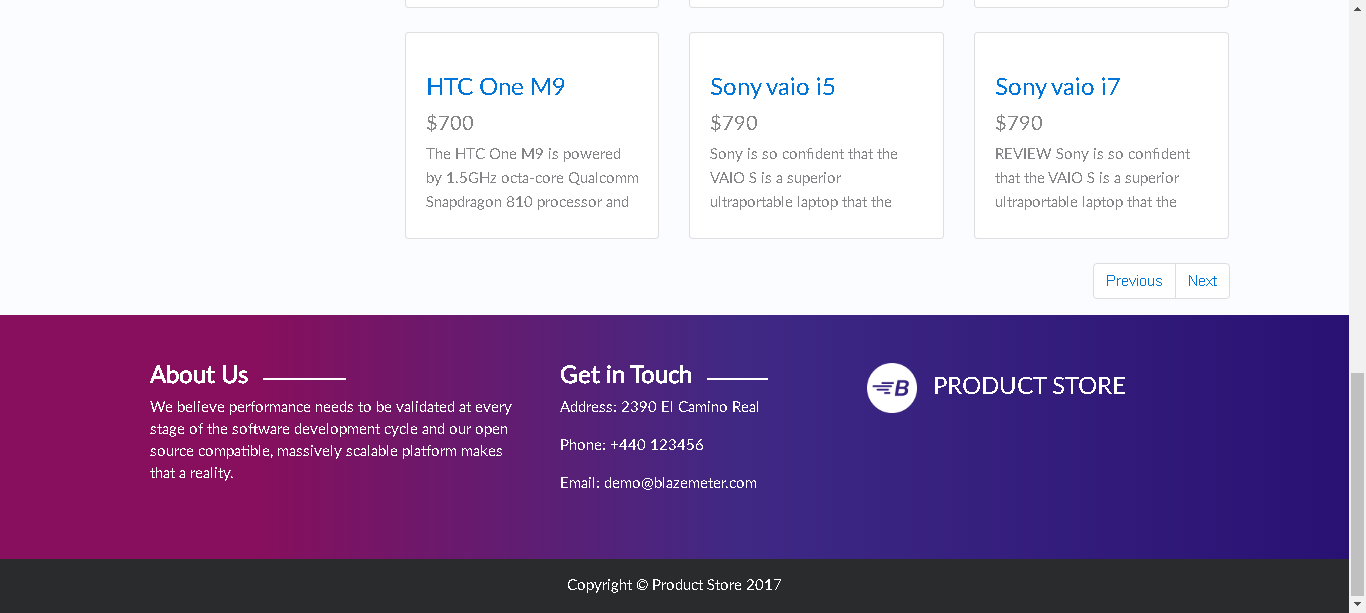 HTC One M9
$700
The HTC One M9 is powered
by 1.5GHz octa-core Qualcomm
Snapdragon 810 processor and
Sony vaio i5
$790
Sony is so confident that the
VAIO S is a superior
ultraportable laptop that the
Sony vaio i7
$790
REVIEW Sony is so confident
that the VAIO S is a superior
ultraportable laptop that the
Previous
Next
About Us
We believe performance needs to be validated at every
stage of the software development cycle and our open
source compatible, massively scalable platform makes
that a reality.
Get in Touch
Address: 2390 El Camino Real
Phone: +440 123456
Email: demo@blazemeter.com
B
PRODUCT STORE
Copyright © Product Store 2017